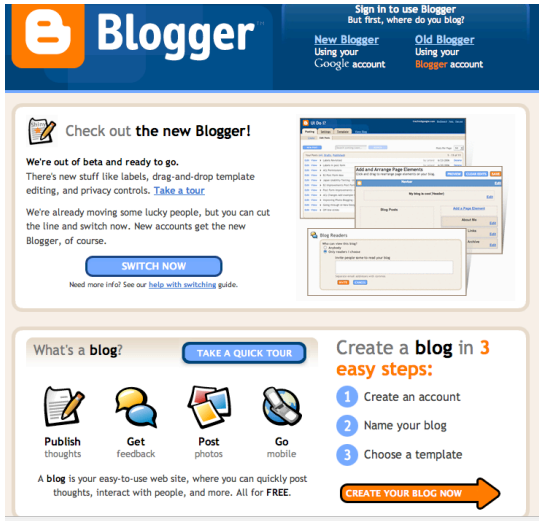 Blogger™
Sign in to use Blogger
But first, where do you blog?
New Blogger
Using your
Google account
Old Blogger
Using your
Blogger account
Check out the new Blogger!
We're out of beta and ready to go.
There's new stuff like labels, drag-and-drop template
editing, and privacy controls. Take a tour
We're already moving some lucky people, but you can cut
the line and switch now. New accounts get the new
Blogger, of course.
SWITCH NOW
Need more info? See our help with switching guide.
Add and Arrange Page Elements
Blog Posts
Add a Page Element
About Me
Links
Archive
Blog Readers
What's a blog?
TAKE A QUICK TOUR
Publish
thoughts
Get
feedback
Post
photos
Go
mobile
A blog is your easy-to-use web site, where you can quickly post
thoughts, interact with people, and more. All for FREE.
Create a blog in 3
easy steps:
1 Create an account
2 Name your blog
3 Choose a template
CREATE YOUR BLOG NOW